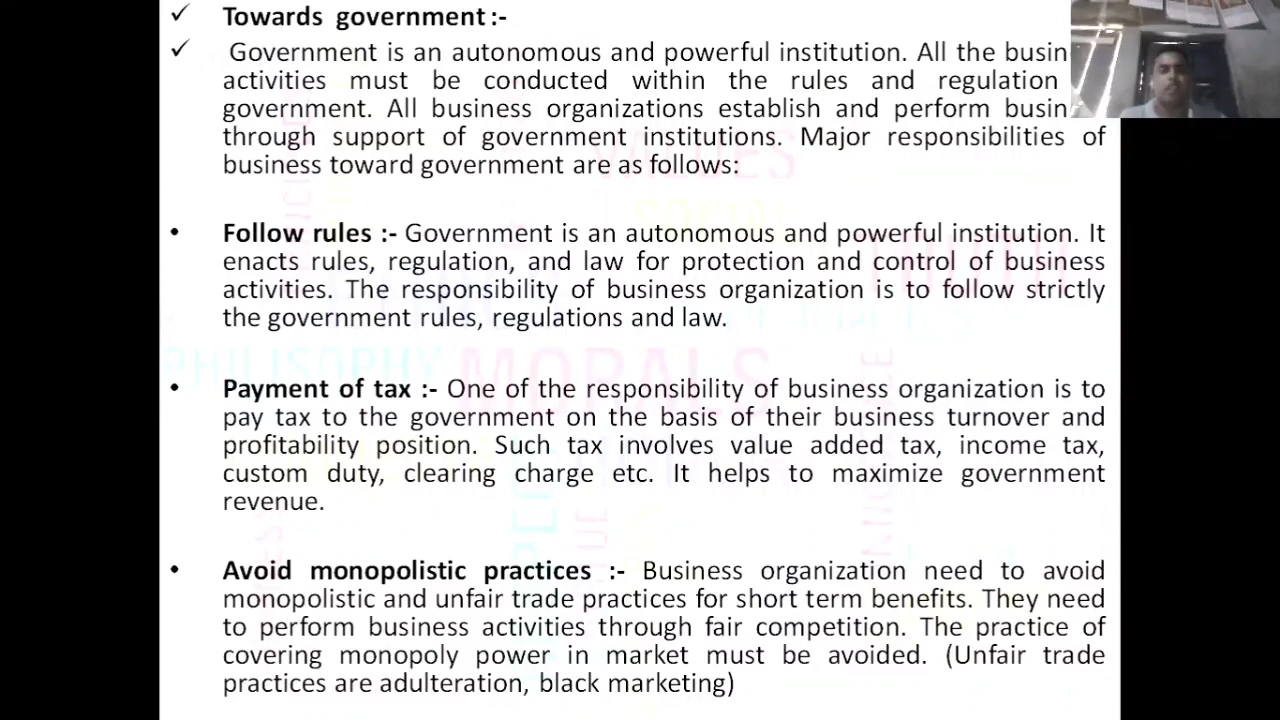 Towards government :-
Government is an autonomous and powerful institution. All the busin
activities must be conducted within the rules and regulation
government. All business organizations establish and perform busin
through support of government institutions. Major responsibilities of
business toward government are as follows:
Follow rules :- Government is an autonomous and powerful institution. It
enacts rules, regulation, and law for protection and control of business
activities. The responsibility of business organization is to follow strictly
the government rules, regulations and law.
Payment of tax :- One of the responsibility of business organization is to
pay tax to the government on the basis of their business turnover and
profitability position. Such tax involves value added tax, income tax,
custom duty, clearing charge etc. It helps to maximize government
revenue.
Avoid monopolistic practices :- Business organization need to avoid
monopolistic and unfair trade practices for short term benefits. They need
to perform business activities through fair competition. The practice of
covering monopoly power in market must be avoided. (Unfair trade
practices are adulteration, black marketing)
VALUES
SOCIAL
PHILISOPHY
MORALS